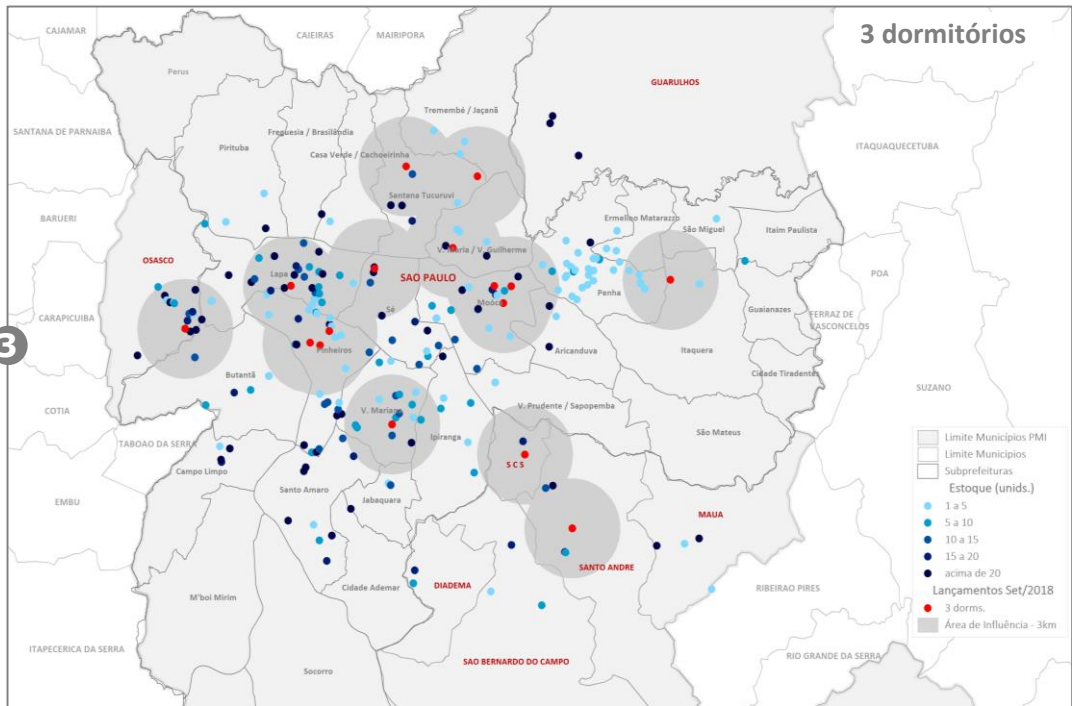 3 dormitórios
CAJAMAR
CAIEIRAS
MAIRIPORA
Perus
GUARULHOS
Tremembé / Jaçanã
SANTANA DE PARNAIBA
Freguesia / Brasilândia
Pirituba
Casa Verde / Cachoeirinha
ITAQUAQUECETUBA
Santana Tucuruvi
BARUERI
Ermelino Matarazzo
São Miguel
Itaim Paulista
V. Maria / V. Guilherme
OSASCO
SAO PAULO
Lapa
POA
Penha
Moóca
Sé
Guaianazes
CARAPICUIBA
FERRAZ DE
VASCONCELOS
3
Pinheiros
Aricanduva
Itaquera
Butantã
Cidade Tiradentes
SUZANO
COTIA
V. Mariana
V. Prudente / Sapopemba
Ipiranga
São Mateus
TABOAO DA SERRA
Campo Limpo
S C S
Santo Amaro
EMBU
Jabaquara
MAUA
SANTO ANDRE
DIADEMA
Cidade Ademar
RIBEIRAO PIRES
M'boi Mirim
ITAPECERICA DA SERRA
SAO BERNARDO DO CAMPO
RIO GRANDE DA SERRA
Socorro
Limite Municípios PMI
Limite Municipios
Subprefeituras
Estoque (unids.)
1 a 5
5 a 10
10 a 15
15 a 20
acima de 20
Lançamentos Set/2018
3 dorms.
Área de Influência - 3km